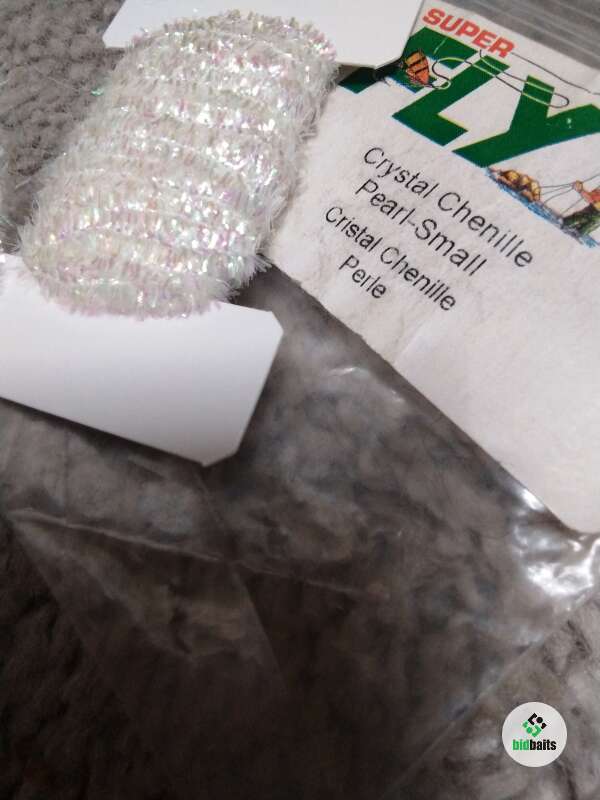 SUPER
FLY
Crystal Chenille
Pearl-Small
Cristal Chenille
Perle
bidbaits